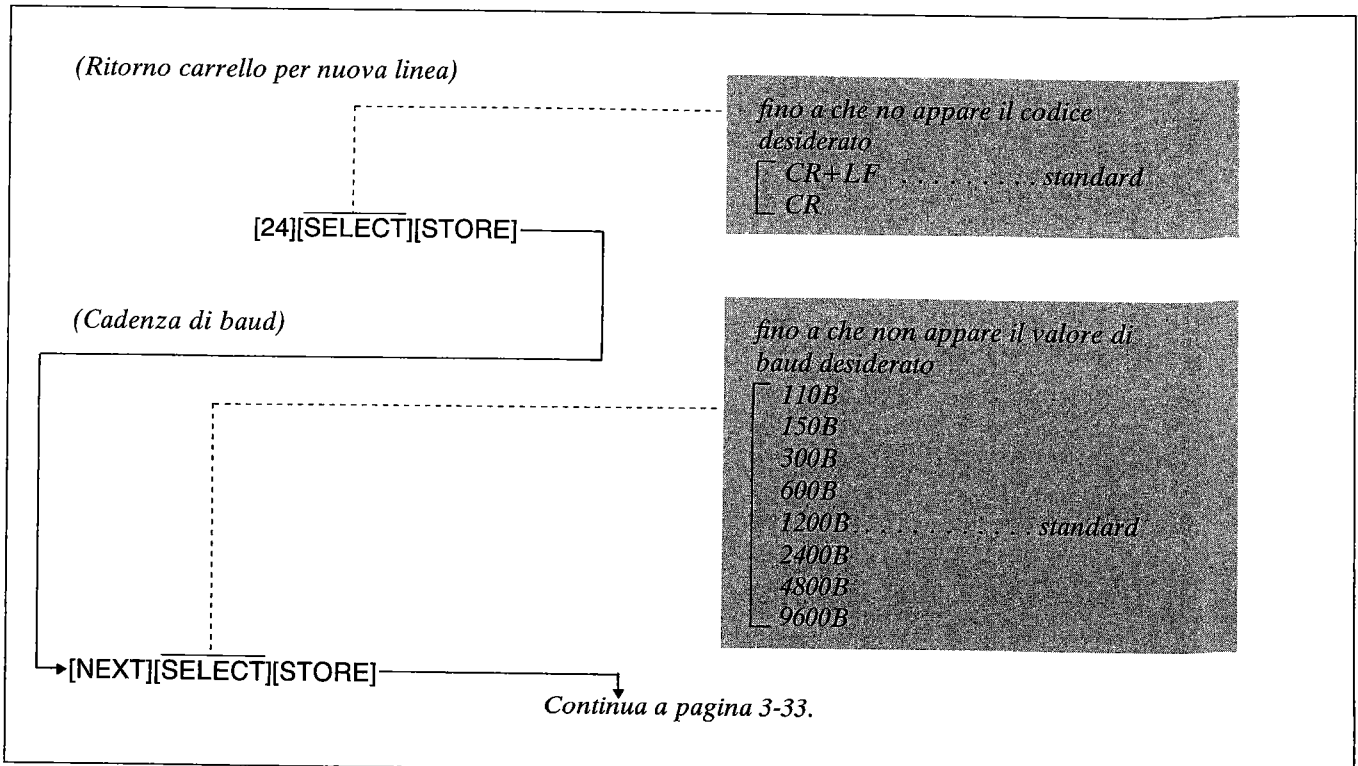 (Ritorno carrello per nuova linea)
fino a che no appare il codice
desiderato
CR+LF . . . . . . . . . standard
CR
[24][SELECT][STORE]
(Cadenza di baud)
fino a che non appare il valore di
baud desiderato
110B
150B
300B
600B
1200B . . . . . . . . . . . . standard
2400B
4800B
9600B
[NEXT][SELECT][STORE]
Continua a pagina 3-33.